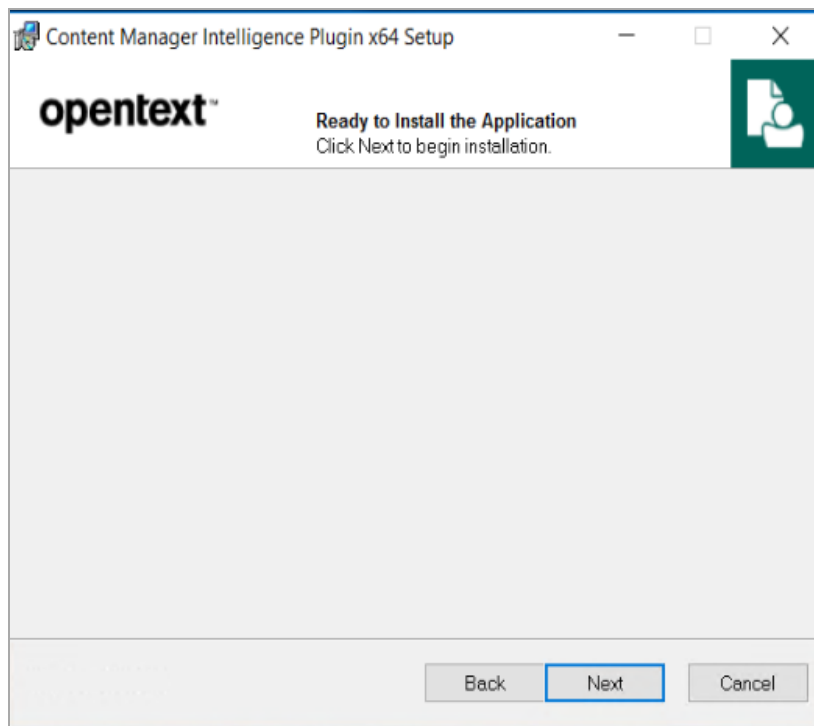 Content Manager Intelligence Plugin x64 Setup
opentext™
Ready to Install the Application
Click Next to begin installation.
Back
Next
Cancel